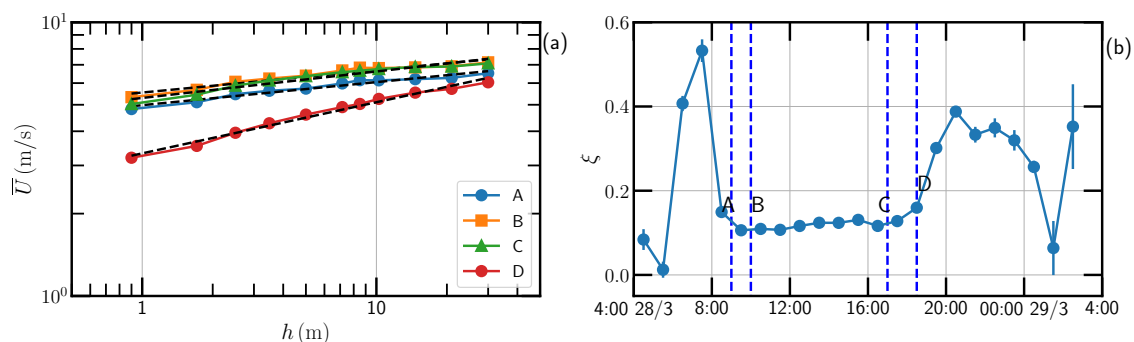 10¹
(a)
U̅ (m/s)
A
B
C
D
10⁰
1
10
h (m)
0.6
(b)
0.4
ξ
0.2
A
B
C
D
0.0
4:00 28/3
8:00
12:00
16:00
20:00
00:00 29/3
4:00